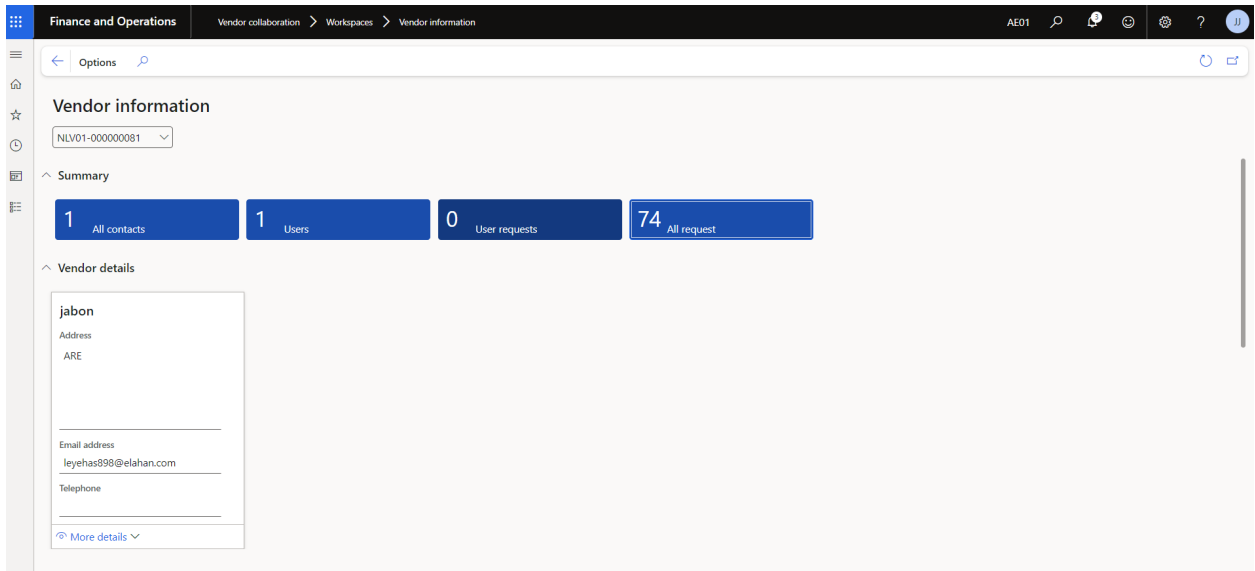 Finance and Operations
Vendor collaboration > Workspaces > Vendor information
AE01
3
?
JJ
Options
Vendor information
NLV01-000000081
Summary
1 All contacts
1 Users
0 User requests
74 All request
Vendor details
jabon
Address
ARE
Email address
leyehas898@elahan.com
Telephone
More details